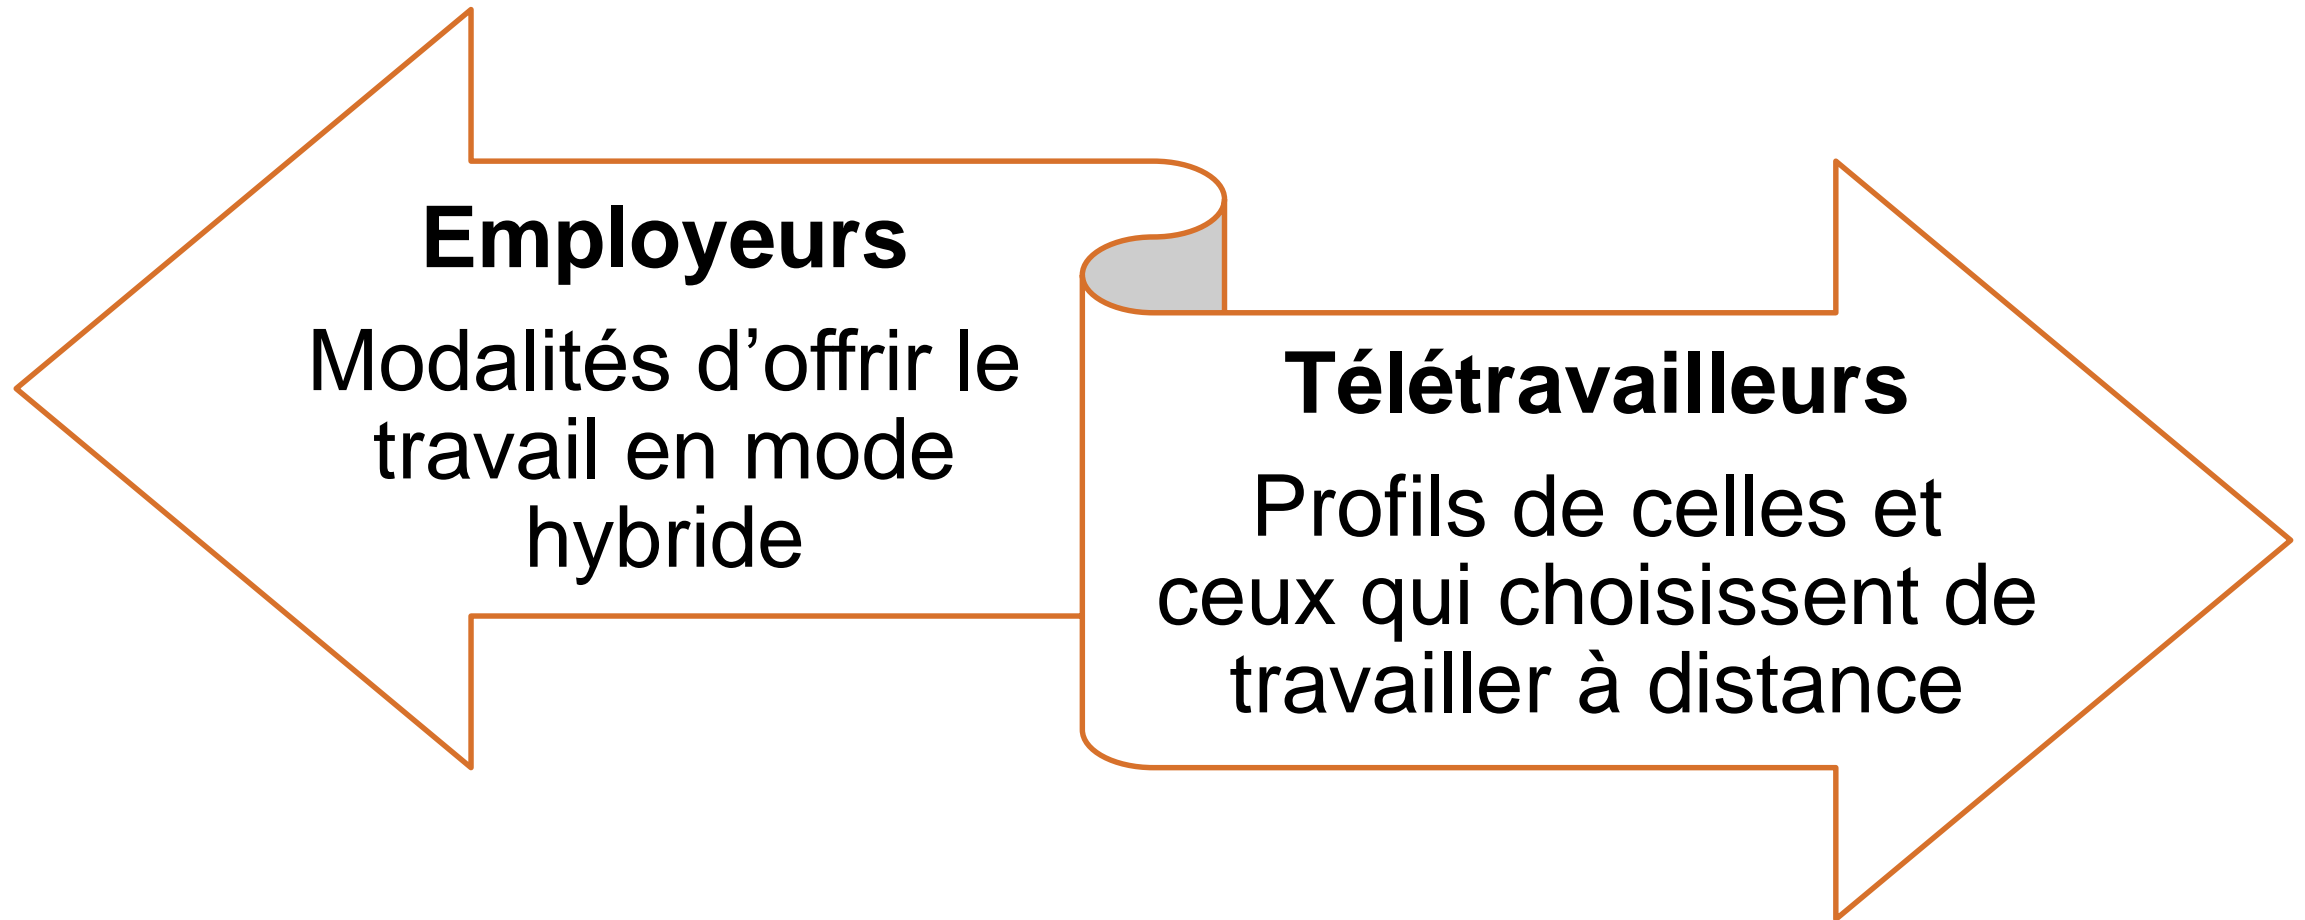 Employeurs
Modalités d’offrir le
travail en mode
hybride
Télétravailleurs
Profils de celles et
ceux qui choisissent de
travailler à distance